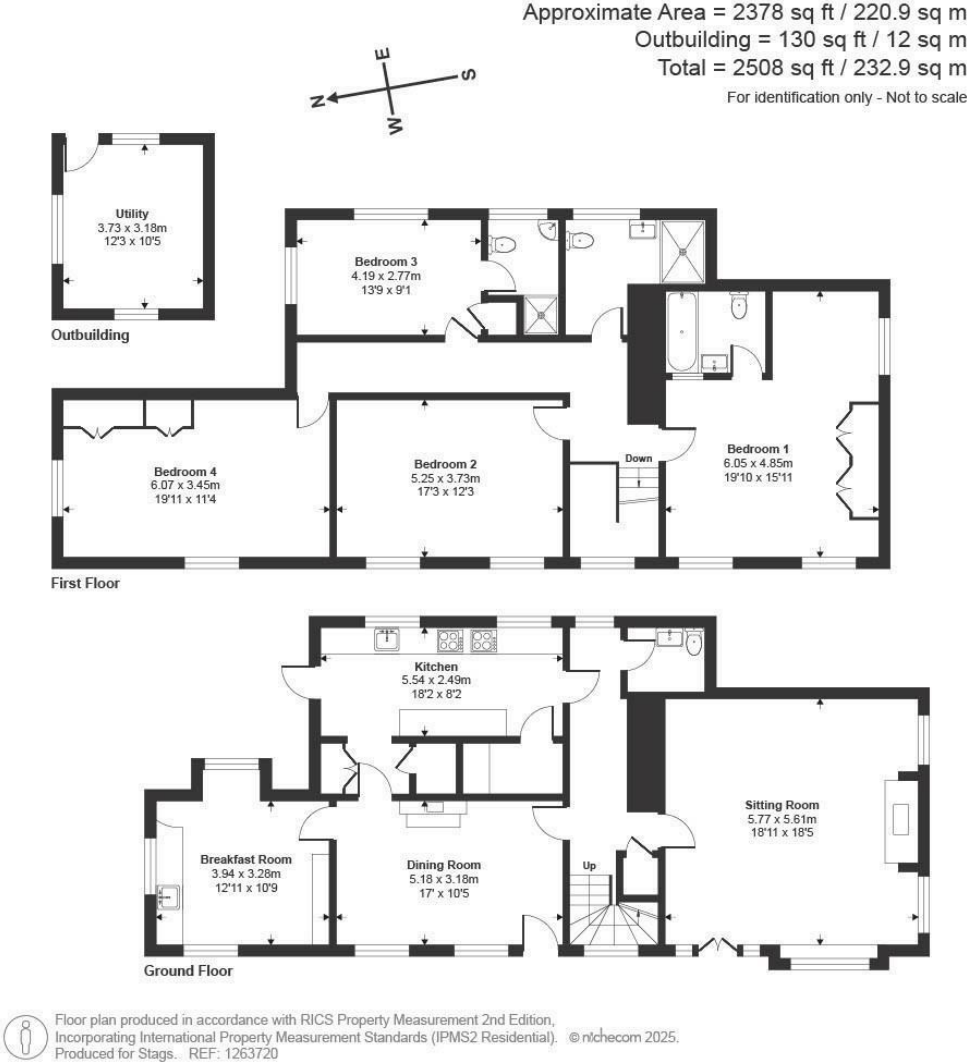 Approximate Area = 2378 sq ft / 220.9 sq m
Outbuilding = 130 sq ft / 12 sq m
Total = 2508 sq ft / 232.9 sq m
For identification only - Not to scale
E
S
N
W
Utility
3.73 x 3.18m
12'3 x 10'5
Outbuilding
Bedroom 3
4.19 x 2.77m
13'9 x 9'1
Bedroom 4
6.07 x 3.45m
19'11 x 11'4
Bedroom 2
5.25 x 3.73m
17'3 x 12'3
Down
Bedroom 1
6.05 x 4.85m
19'10 x 15'11
First Floor
Kitchen
5.54 x 2.49m
18'2 x 8'2
Breakfast Room
3.94 x 3.28m
12'11 x 10'9
Dining Room
5.18 x 3.18m
17' x 10'5
Up
Sitting Room
5.77 x 5.61m
18'11 x 18'5
Ground Floor
Floor plan produced in accordance with RICS Property Measurement 2nd Edition,
Incorporating International Property Measurement Standards (IPMS2 Residential). © nichecom 2025.
Produced for Stags. REF: 1263720